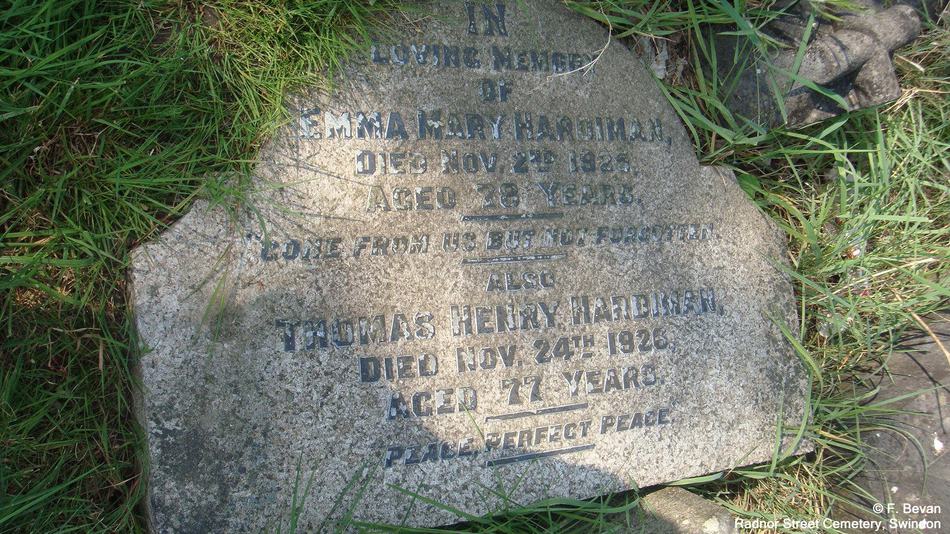 IN
LOVING MEMORY
OF
EMMA MARY HARDIMAN,
DIED NOV. 2ND 1926,
AGED 78 YEARS.
"GONE FROM US BUT NOT FORGOTTEN.
ALSO
THOMAS HENRY HARDIMAN,
DIED NOV. 24TH 1926,
AGED 77 YEARS.
"PEACE, PERFECT PEACE."
© F. Bevan
Radnor Street Cemetery, Swindon